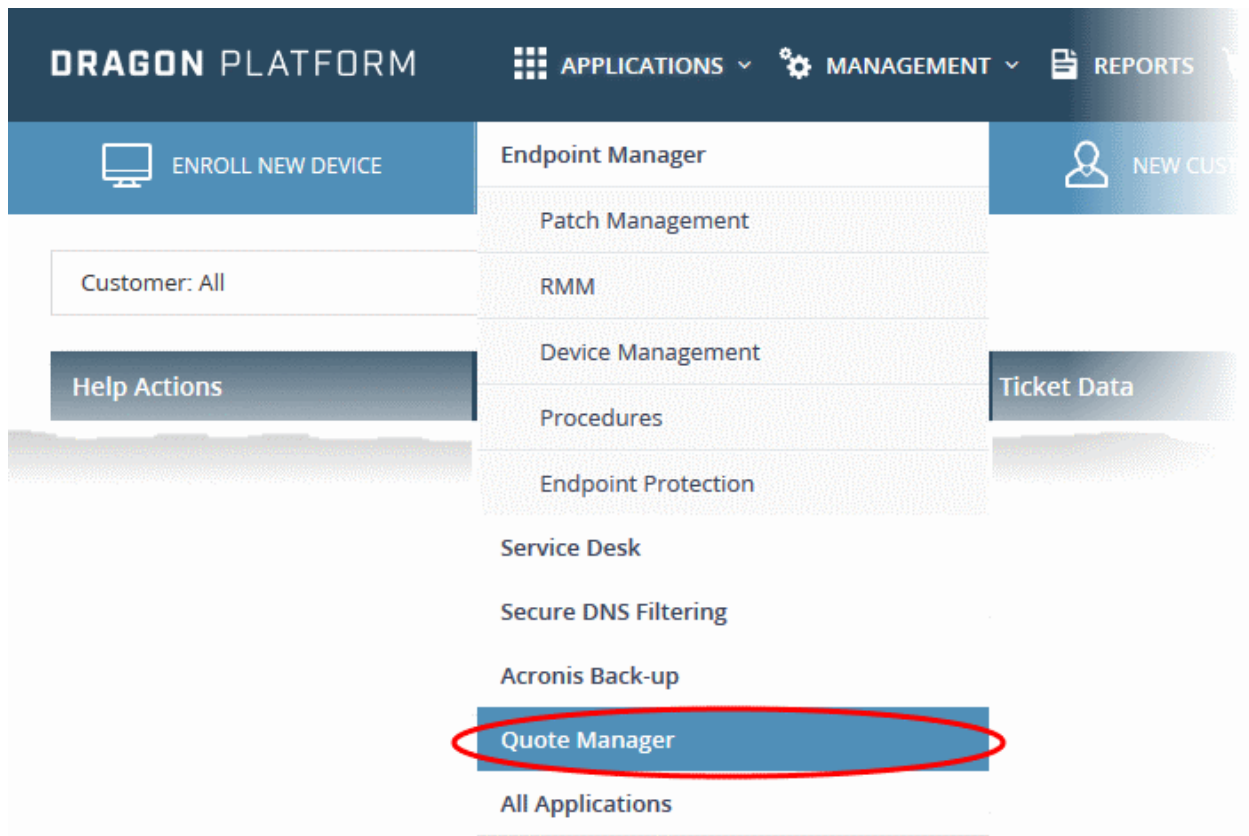 DRAGON PLATFORM
APPLICATIONS
MANAGEMENT
REPORTS
ENROLL NEW DEVICE
NEW
Endpoint Manager
Patch Management
RMM
Device Management
Procedures
Endpoint Protection
Service Desk
Secure DNS Filtering
Acronis Back-up
Quote Manager
All Applications
Customer: All
Help Actions
Ticket Data